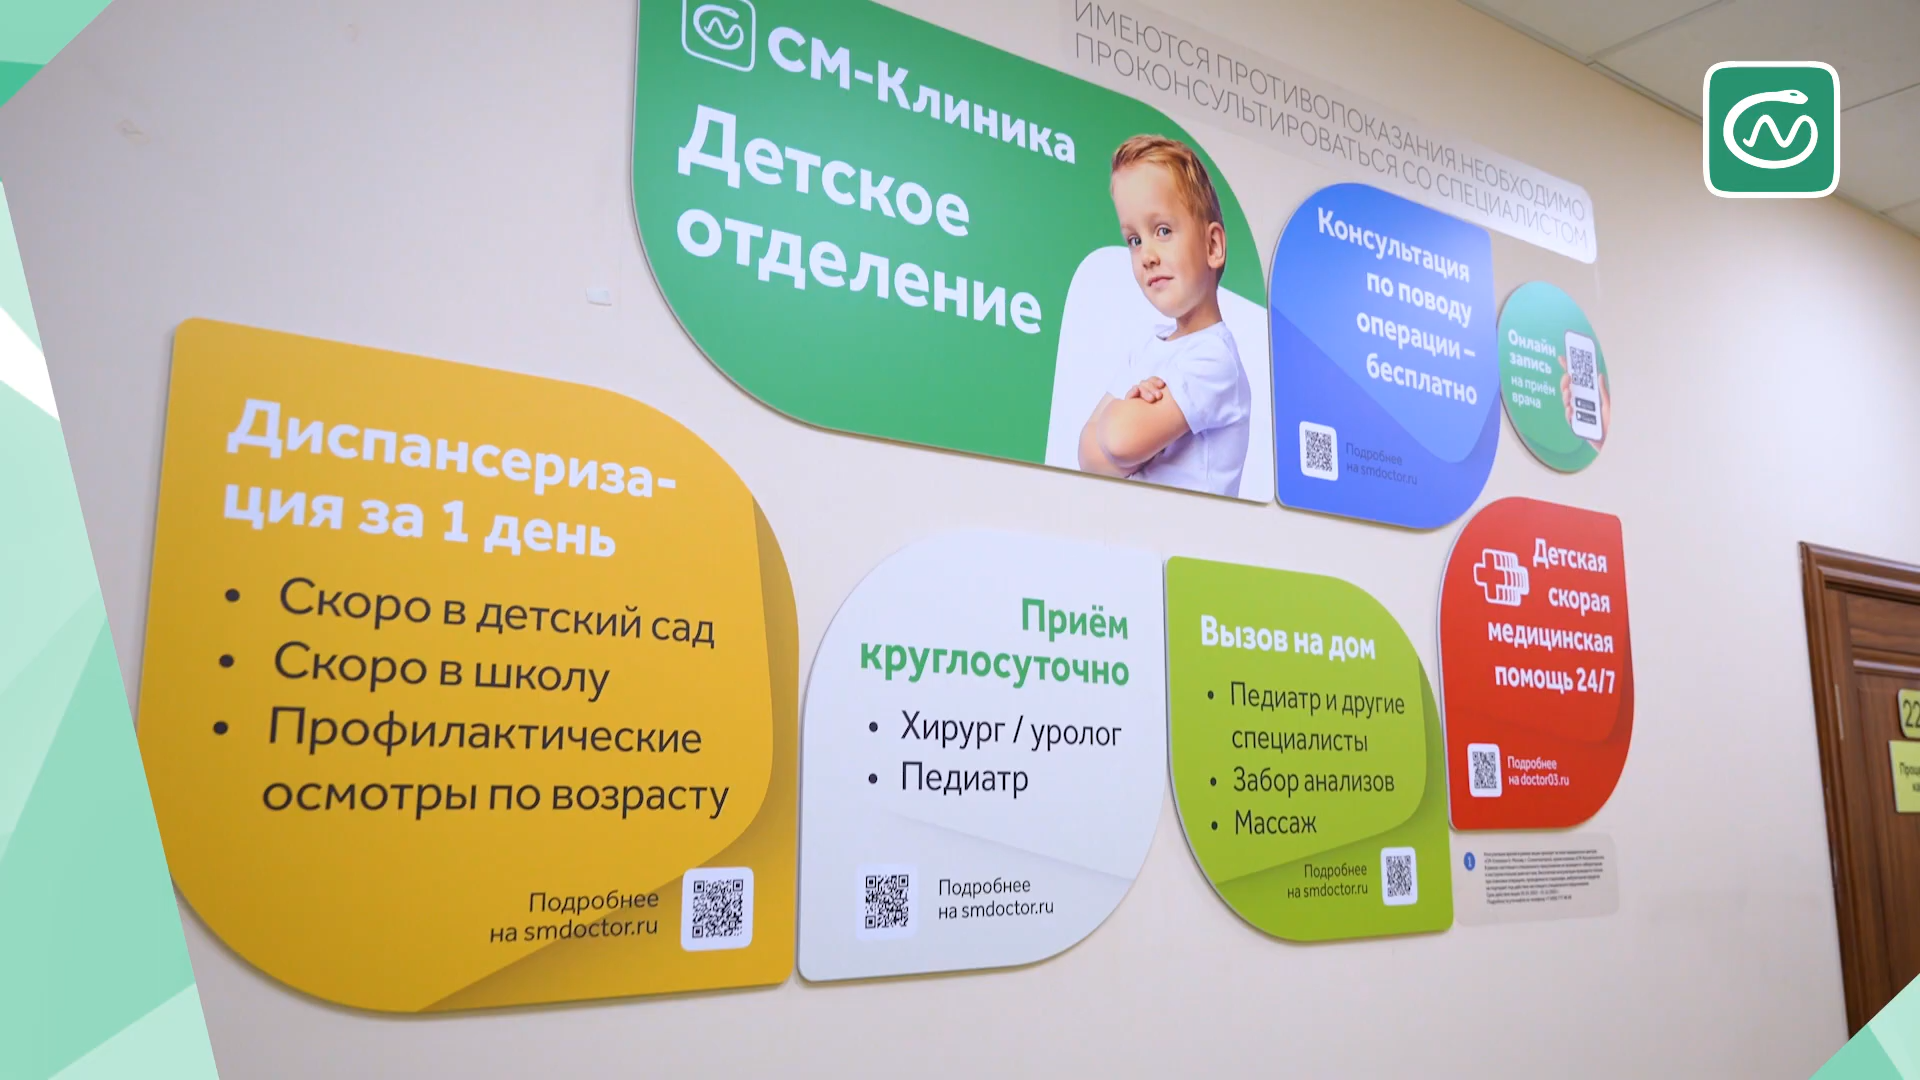 ИМЕЮТСЯ ПРОТИВОПОКАЗАНИЯ.НЕОБХОДИМО
ПРОКОНСУЛЬТИРОВАТЬСЯ СО СПЕЦИАЛИСТОМ
СМ-Клиника
Детское
отделение
Консультация
по поводу
операции –
бесплатно
Подробнее
на smdoctor.ru
Онлайн
запись
на приём
врача
Диспансериза-
ция за 1 день
• Скоро в детский сад
• Скоро в школу
• Профилактические
осмотры по возрасту
Подробнее
на smdoctor.ru
Приём
круглосуточно
• Хирург / уролог
• Педиатр
Подробнее
на smdoctor.ru
Вызов на дом
• Педиатр и другие
специалисты
• Забор анализов
• Массаж
Подробнее
на smdoctor.ru
Детская
скорая
медицинская
помощь 24/7
Подробнее
на doctor03.ru
22